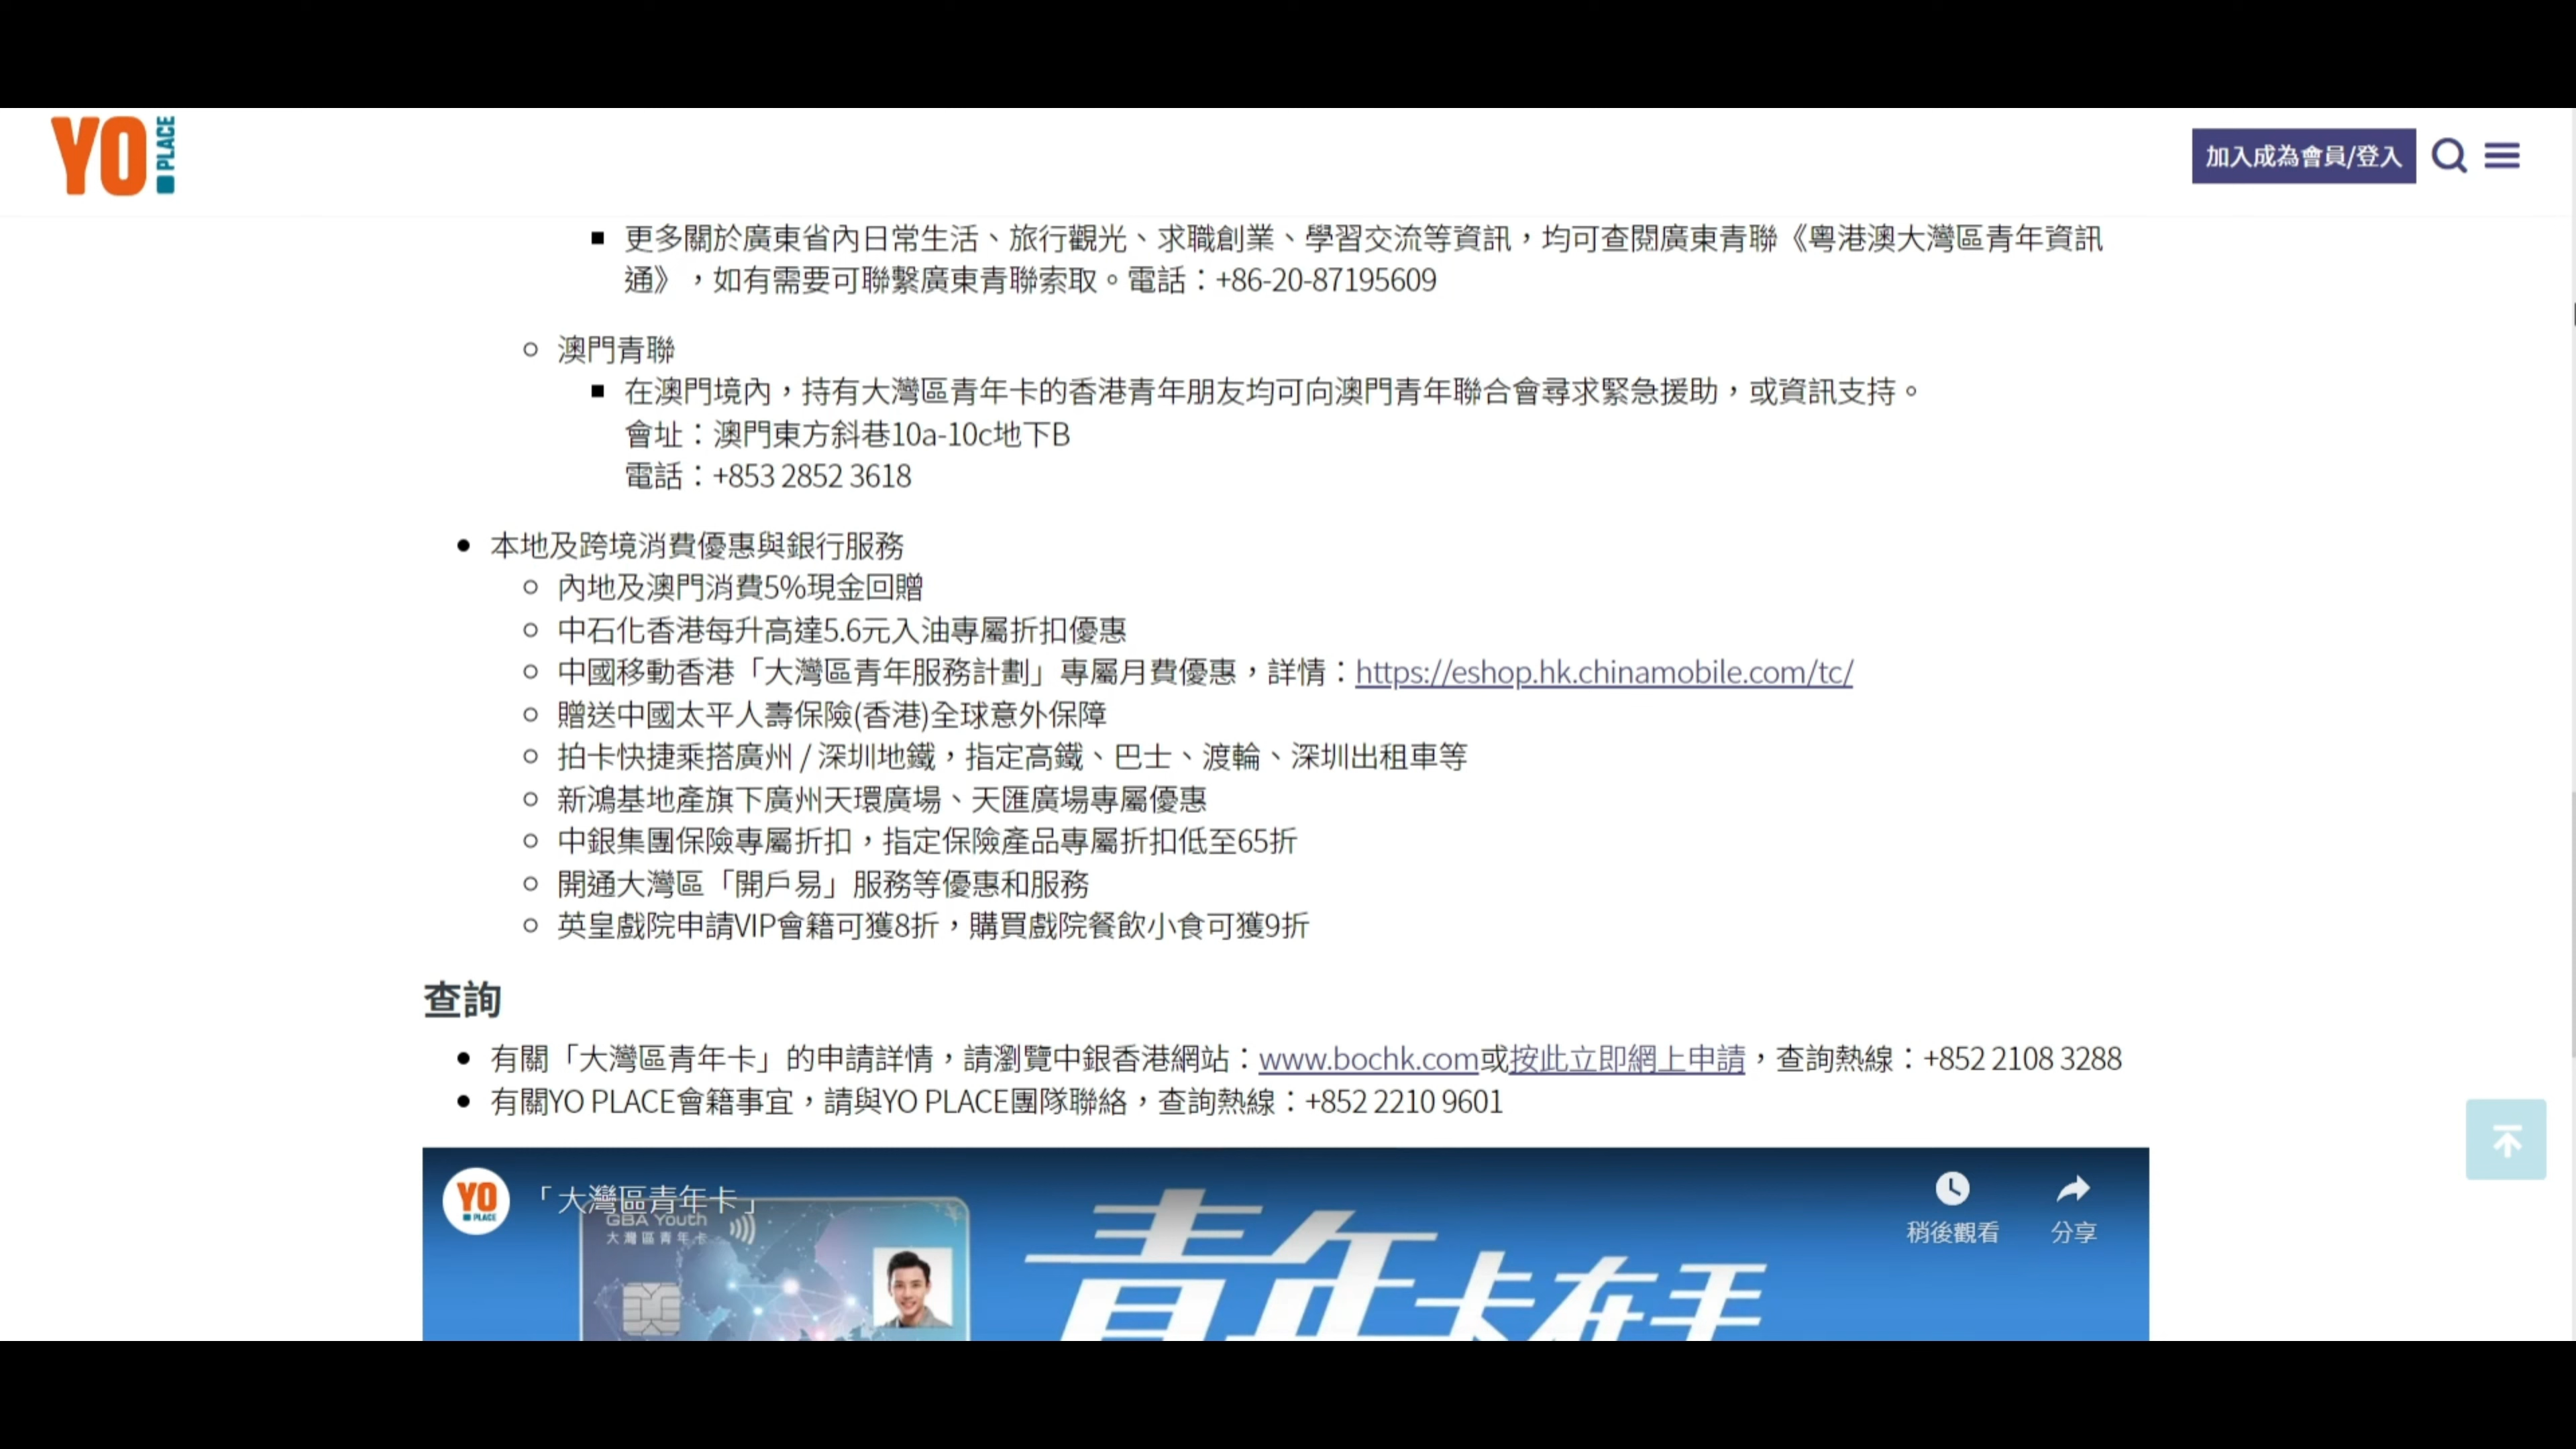 YO PLACE
加入成為會員/登入
更多關於廣東省內日常生活、旅行觀光、求職創業、學習交流等資訊，均可查閱廣東青聯《粵港澳大灣區青年資訊
通》，如有需要可聯繫廣東青聯索取。電話：+86-20-87195609
澳門青聯
在澳門境內，持有大灣區青年卡的香港青年朋友均可向澳門青年聯合會尋求緊急援助，或資訊支持。
會址：澳門東方斜巷10a-10c地下B
電話：+853 2852 3618
本地及跨境消費優惠與銀行服務
內地及澳門消費5%現金回贈
中石化香港每升高達5.6元入油專屬折扣優惠
中國移動香港「大灣區青年服務計劃」專屬月費優惠，詳情：https://eshop.hk.chinamobile.com/tc/
贈送中國太平人壽保險(香港)全球意外保障
拍卡快捷乘搭廣州 / 深圳地鐵，指定高鐵、巴士、渡輪、深圳出租車等
新鴻基地產旗下廣州天環廣場、天匯廣場專屬優惠
中銀集團保險專屬折扣，指定保險產品專屬折扣低至65折
開通大灣區「開戶易」服務等優惠和服務
英皇戲院申請VIP會籍可獲8折，購買戲院餐飲小食可獲9折
查詢
有關「大灣區青年卡」的申請詳情，請瀏覽中銀香港網站：www.bochk.com或按此立即網上申請，查詢熱線：+852 2108 3288
有關YO PLACE會籍事宜，請與YO PLACE團隊聯絡，查詢熱線：+852 2210 9601
YO PLACE
「大灣區青年卡」
稍後觀看
分享
GBA Youth
大灣區青年卡
青年卡在手